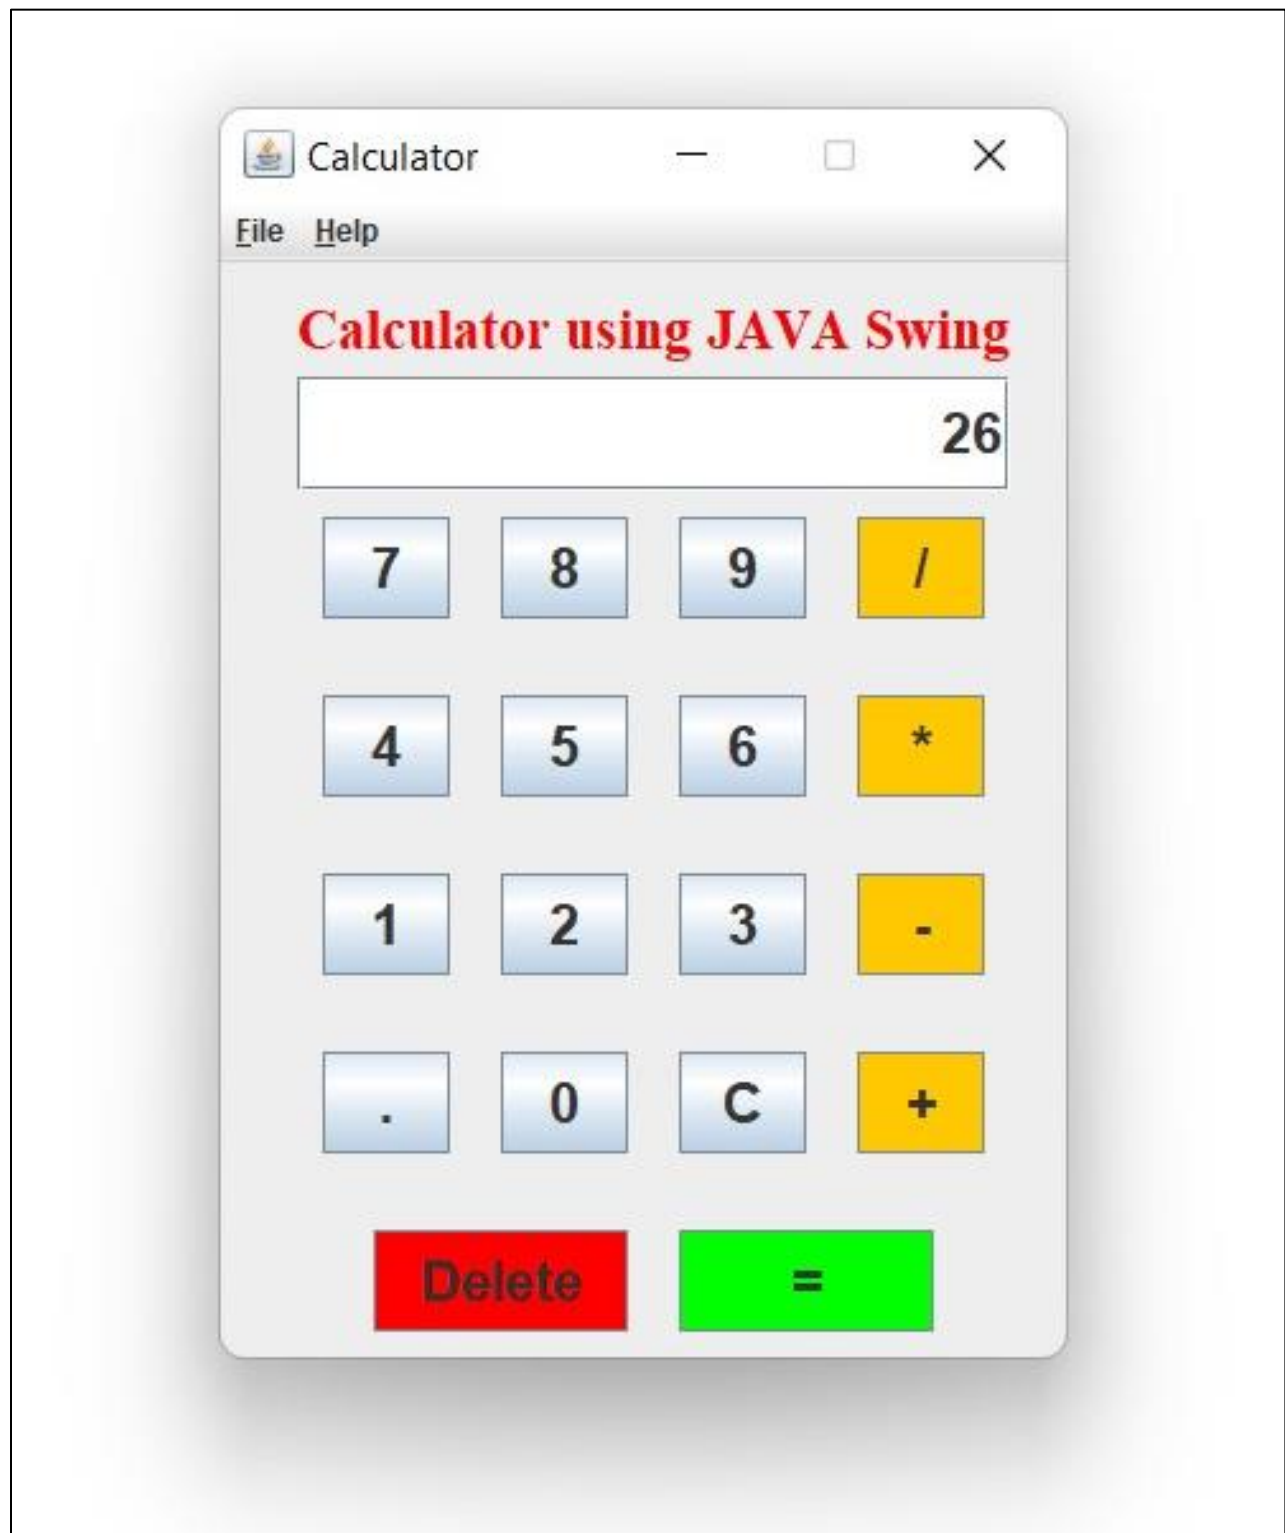 Calculator
File Help
Calculator using JAVA Swing
26
7 8 9 /
4 5 6 *
1 2 3 -
. 0 C +
Delete =